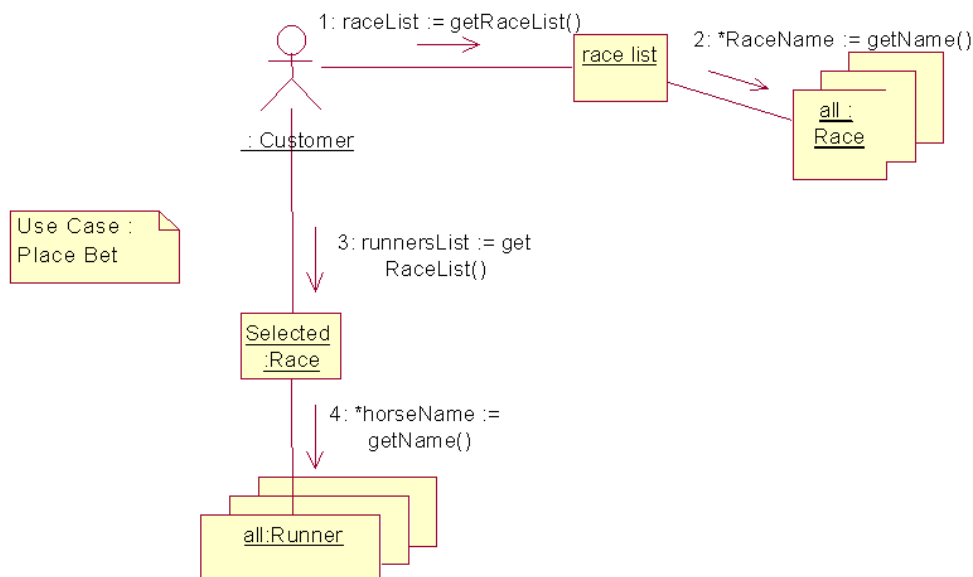 1: raceList := getRaceList()
race list
2: *RaceName := getName()
all :
Race
: Customer
Use Case :
Place Bet
3: runnersList := get
RaceList()
Selected
:Race
4: *horseName :=
getName()
all:Runner